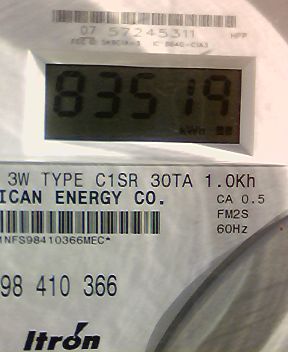 07 57245311
83519
kWh
3W TYPE C1SR 30TA 1.0Kh
ICAN ENERGY CO.
CA 0.5
FM2S
60Hz
NFS98410366MEC*
98 410 366
Itron